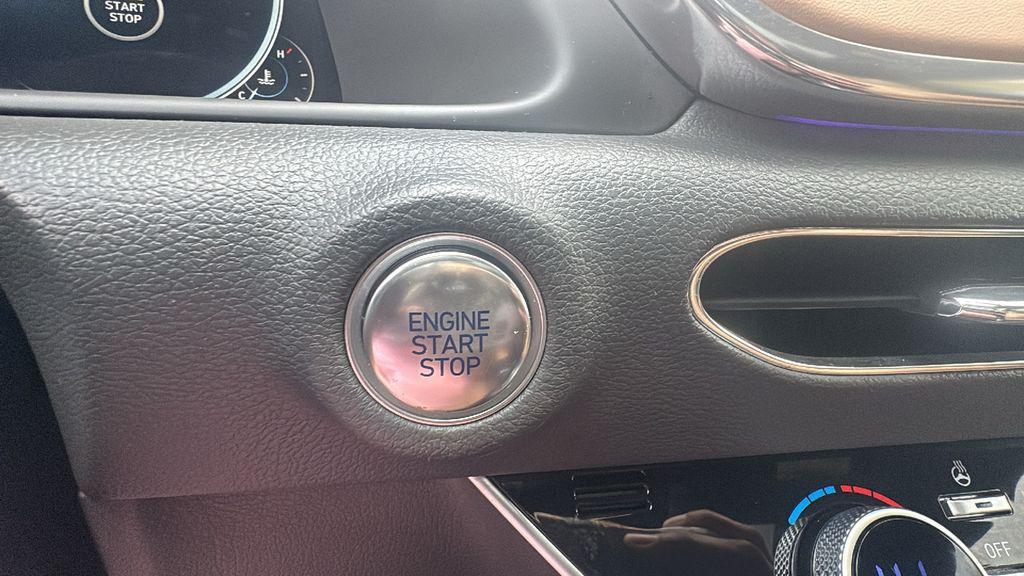 START
STOP
H
C
ENGINE
START
STOP
OFF